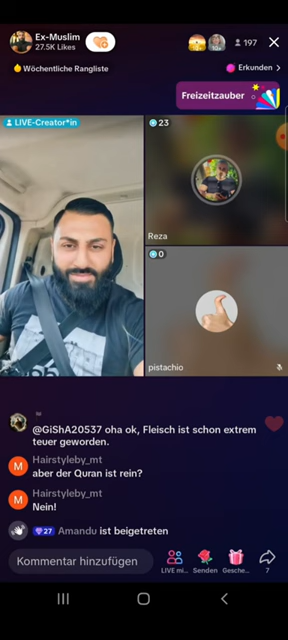 Ex-Muslim
27.5K Likes
197
Wöchentliche Rangliste
Erkunden >
Freizeitzauber
LIVE-Creator*in
23
Reza
0
pistachio
@GiShA20537 oha ok, Fleisch ist schon extrem
teuer geworden.
M
Hairstyleby_mt
aber der Quran ist rein?
M
Hairstyleby_mt
Nein!
27 Amandu ist beigetreten
Kommentar hinzufügen
LIVE mi...
Senden
Gesche...
7